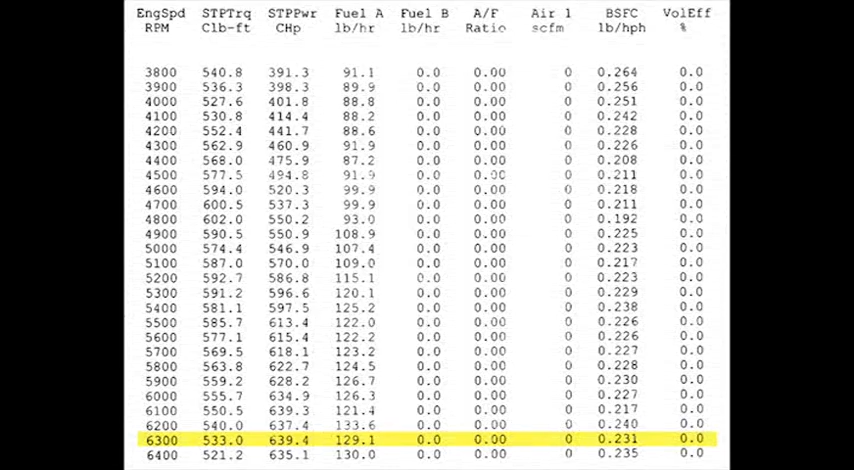 EngSpd STPTrq STPPwr Fuel A Fuel B A/F Air 1 BSFC VolEff
RPM Clb-ft CHp lb/hr lb/hr Ratio scfm lb/hph %
3800 540.8 391.3 91.1 0.0 0.00 0 0.264 0.0
3900 536.3 398.3 89.9 0.0 0.00 0 0.256 0.0
4000 527.6 401.8 88.8 0.0 0.00 0 0.251 0.0
4100 530.8 414.4 88.2 0.0 0.00 0 0.242 0.0
4200 552.4 441.7 88.6 0.0 0.00 0 0.228 0.0
4300 562.9 460.9 91.9 0.0 0.00 0 0.226 0.0
4400 568.0 475.9 87.2 0.0 0.00 0 0.208 0.0
4500 577.5 494.8 91.9 0.0 0.00 0 0.211 0.0
4600 594.0 520.3 99.9 0.0 0.00 0 0.218 0.0
4700 600.5 537.3 99.9 0.0 0.00 0 0.211 0.0
4800 602.0 550.2 93.0 0.0 0.00 0 0.192 0.0
4900 590.5 550.9 108.9 0.0 0.00 0 0.225 0.0
5000 574.4 546.9 107.4 0.0 0.00 0 0.223 0.0
5100 587.0 570.0 109.0 0.0 0.00 0 0.217 0.0
5200 592.7 586.8 115.1 0.0 0.00 0 0.223 0.0
5300 591.2 596.6 120.1 0.0 0.00 0 0.229 0.0
5400 581.1 597.5 125.2 0.0 0.00 0 0.238 0.0
5500 585.7 613.4 122.0 0.0 0.00 0 0.226 0.0
5600 577.1 615.4 122.2 0.0 0.00 0 0.226 0.0
5700 569.5 618.1 123.2 0.0 0.00 0 0.227 0.0
5800 563.8 622.7 124.5 0.0 0.00 0 0.228 0.0
5900 559.2 628.2 126.7 0.0 0.00 0 0.230 0.0
6000 555.7 634.9 126.3 0.0 0.00 0 0.227 0.0
6100 550.5 639.3 121.4 0.0 0.00 0 0.217 0.0
6200 540.0 637.4 133.6 0.0 0.00 0 0.240 0.0
6300 533.0 639.4 129.1 0.0 0.00 0 0.231 0.0
6400 521.2 635.1 130.0 0.0 0.00 0 0.235 0.0